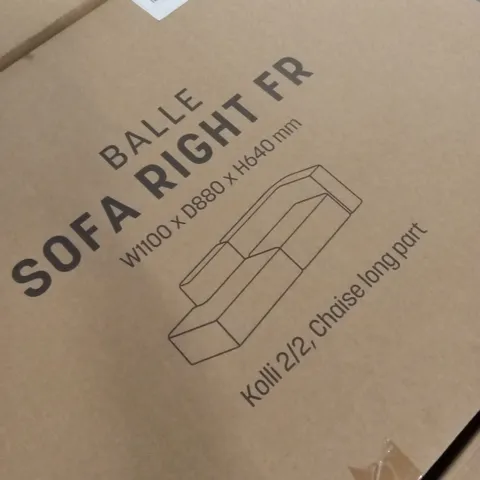 BALLE
SOFA RIGHT FR
W1100 X D880 X H640 mm
Kolli 2/2, Chaise long part